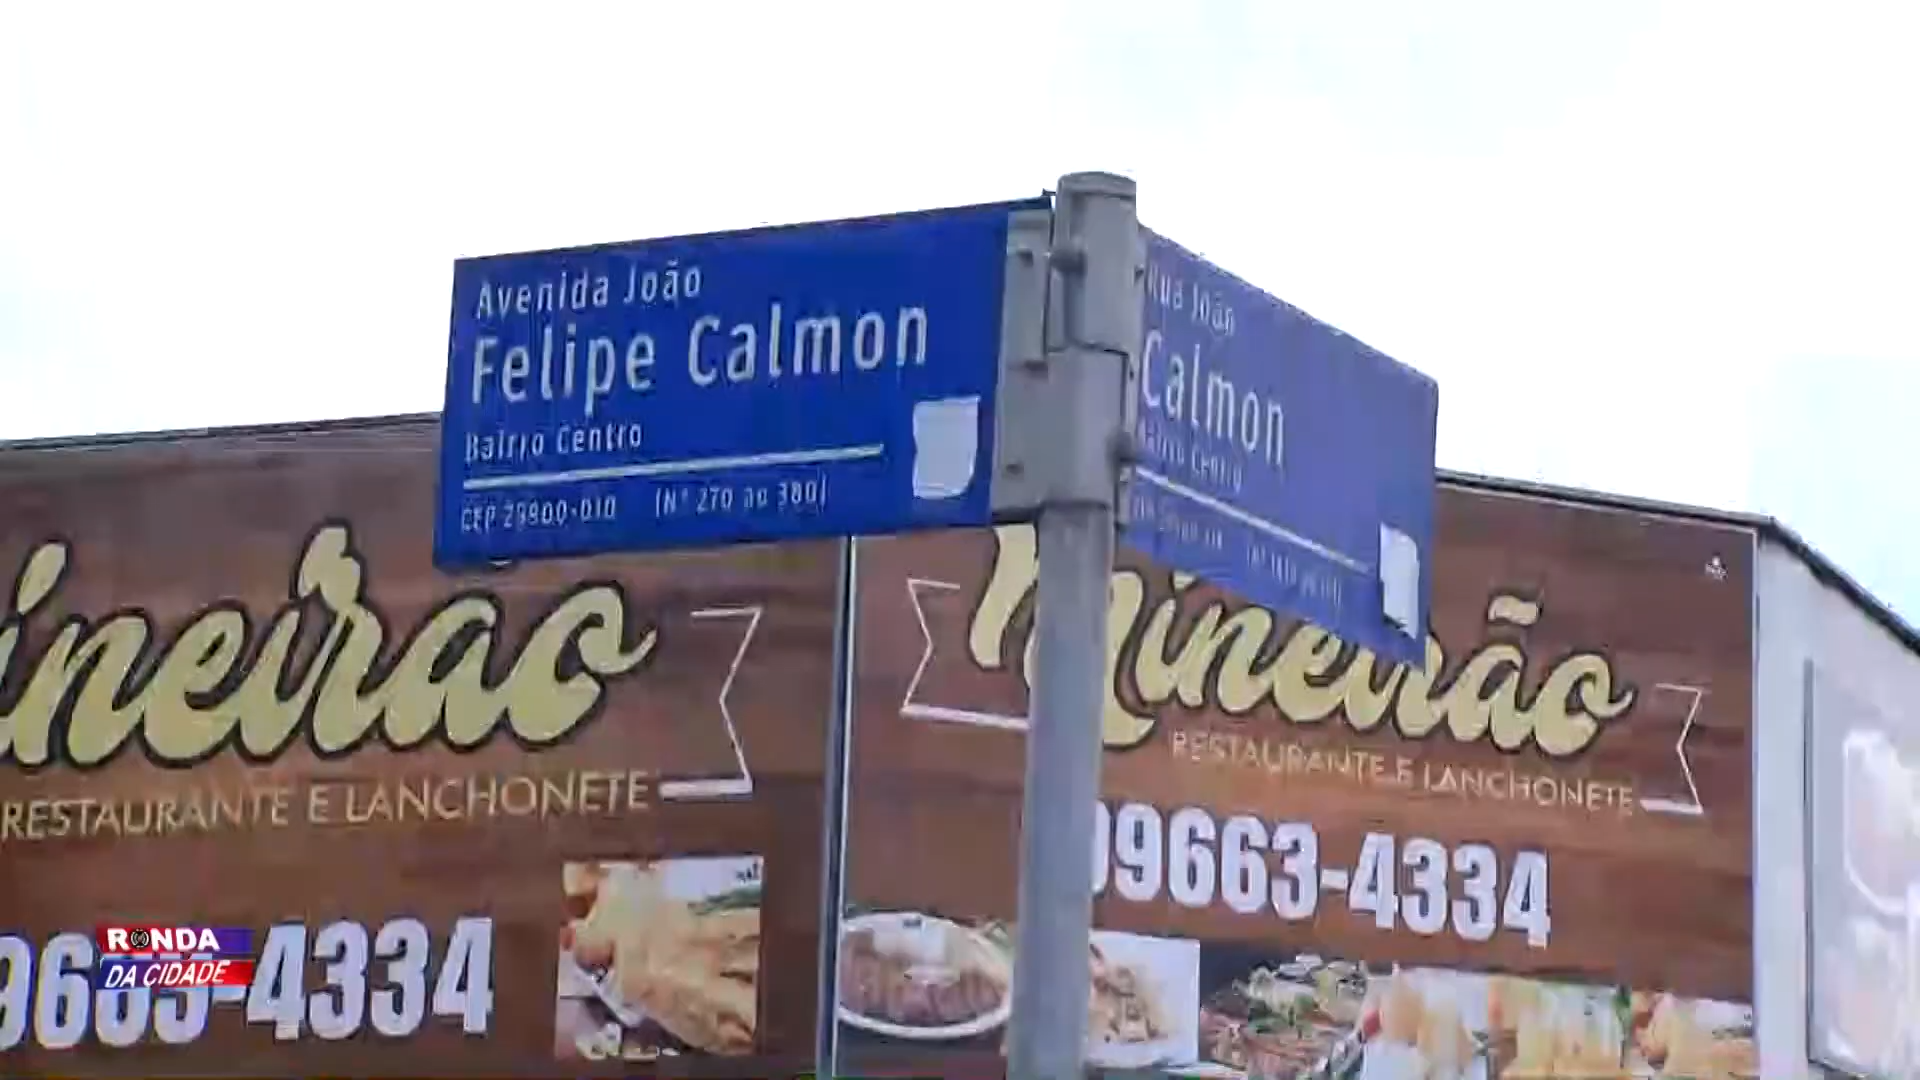 Avenida João
Felipe Calmon
Bairro Centro
CEP 29900-010 (Nº 270 ao 380)
Rua João
Calmon
Bairro Centro
ineirão
RESTAURANTE E LANCHONETE
9663-4334
Mineirão
RESTAURANTE E LANCHONETE
99663-4334
RONDA
DA CIDADE